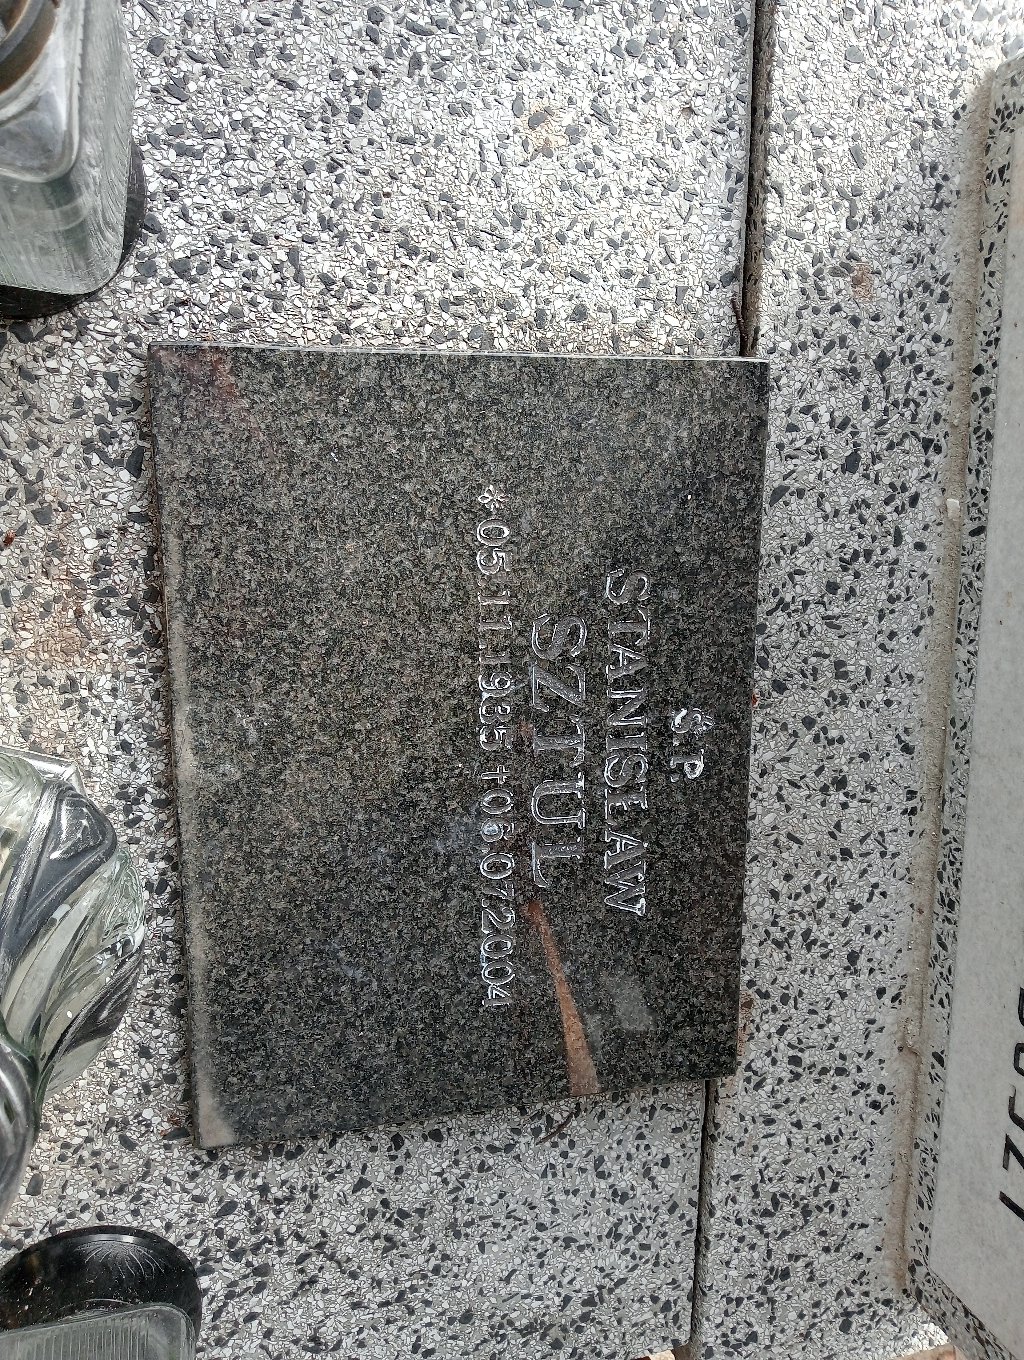 Ś.P.
STANISŁAW
SZTUL
*05.11.1935 †06.07.2004